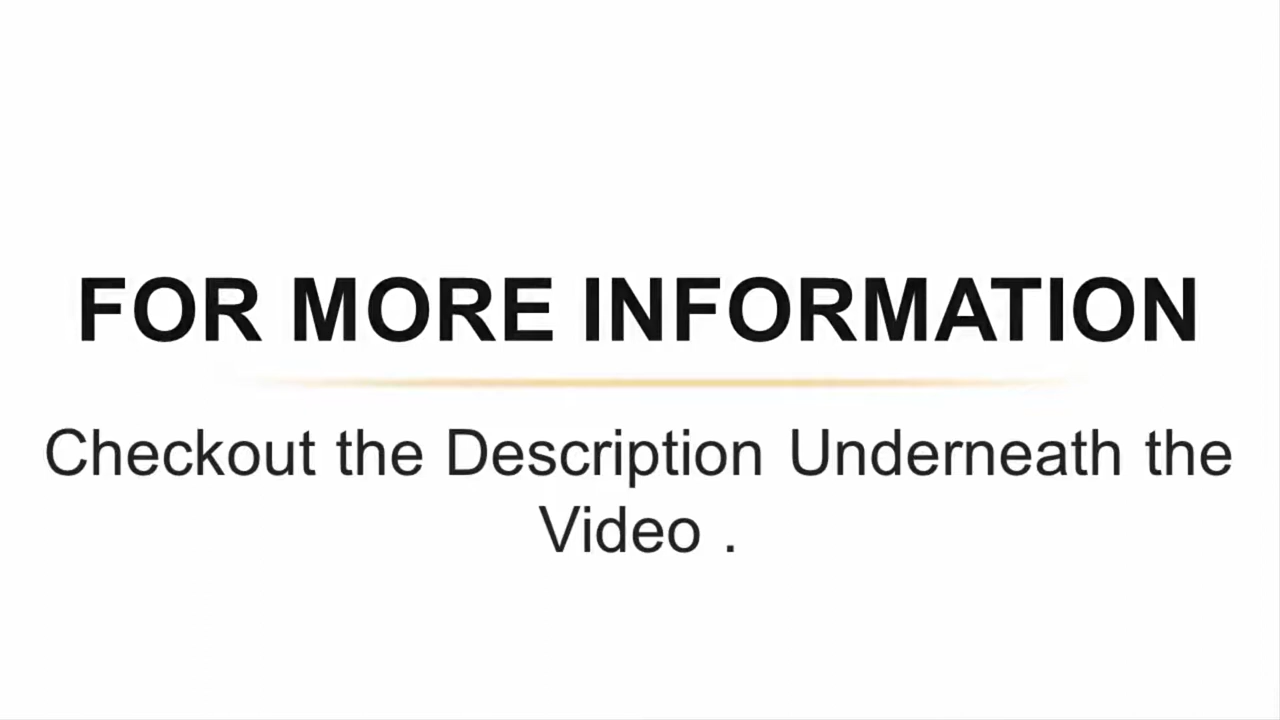 FOR MORE INFORMATION
Checkout the Description Underneath the
Video .